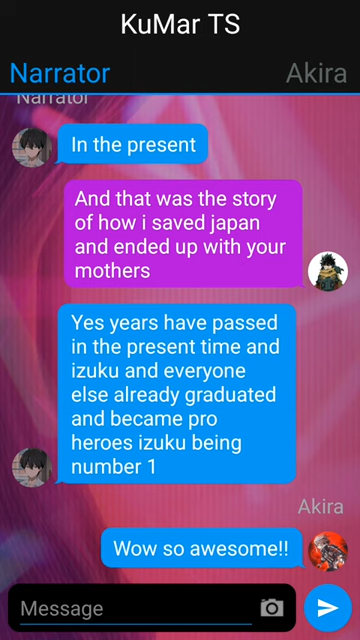 KuMar TS
Narrator
Akira
Narrator
In the present
And that was the story
of how i saved japan
and ended up with your
mothers
Yes years have passed
in the present time and
izuku and everyone
else already graduated
and became pro
heroes izuku being
number 1
Akira
Wow so awesome!!
Message